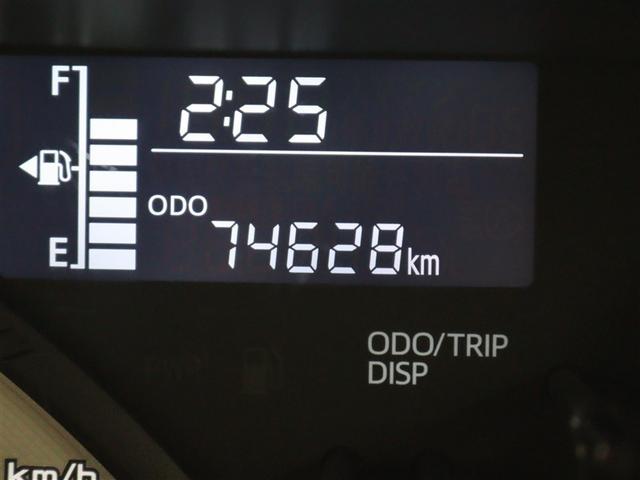 F
2:25
ODO
E
74628km
ODO/TRIP
DISP
km/h